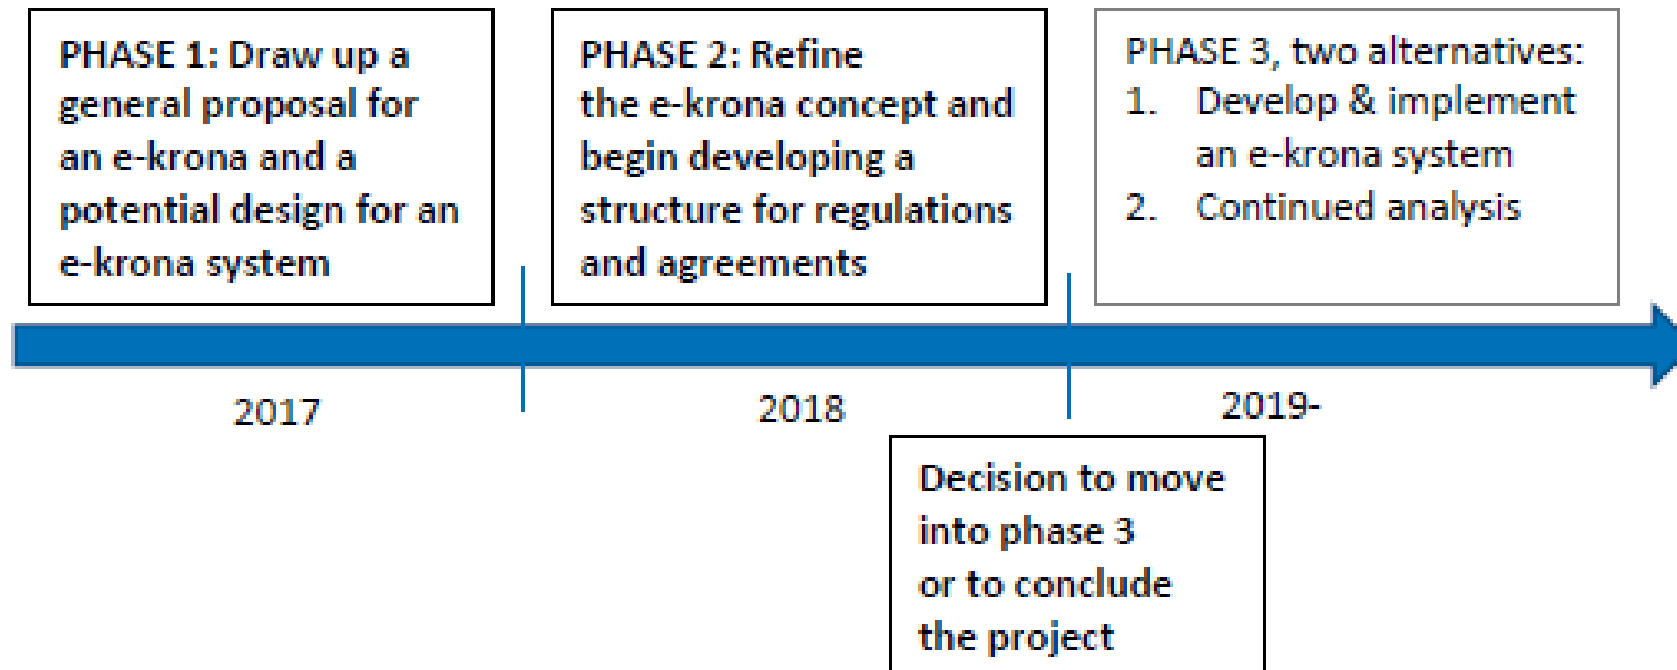 PHASE 1: Draw up a
general proposal for
an e-krona and a
potential design for an
e-krona system
PHASE 2: Refine
the e-krona concept and
begin developing a
structure for regulations
and agreements
PHASE 3, two alternatives:
1. Develop & implement
an e-krona system
2. Continued analysis
2017
2018
2019-
Decision to move
into phase 3
or to conclude
the project